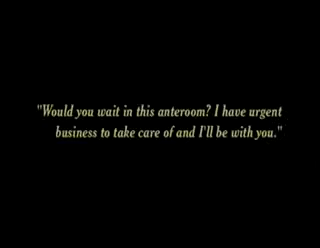 "Would you wait in this anteroom? I have urgent
business to take care of and I'll be with you."